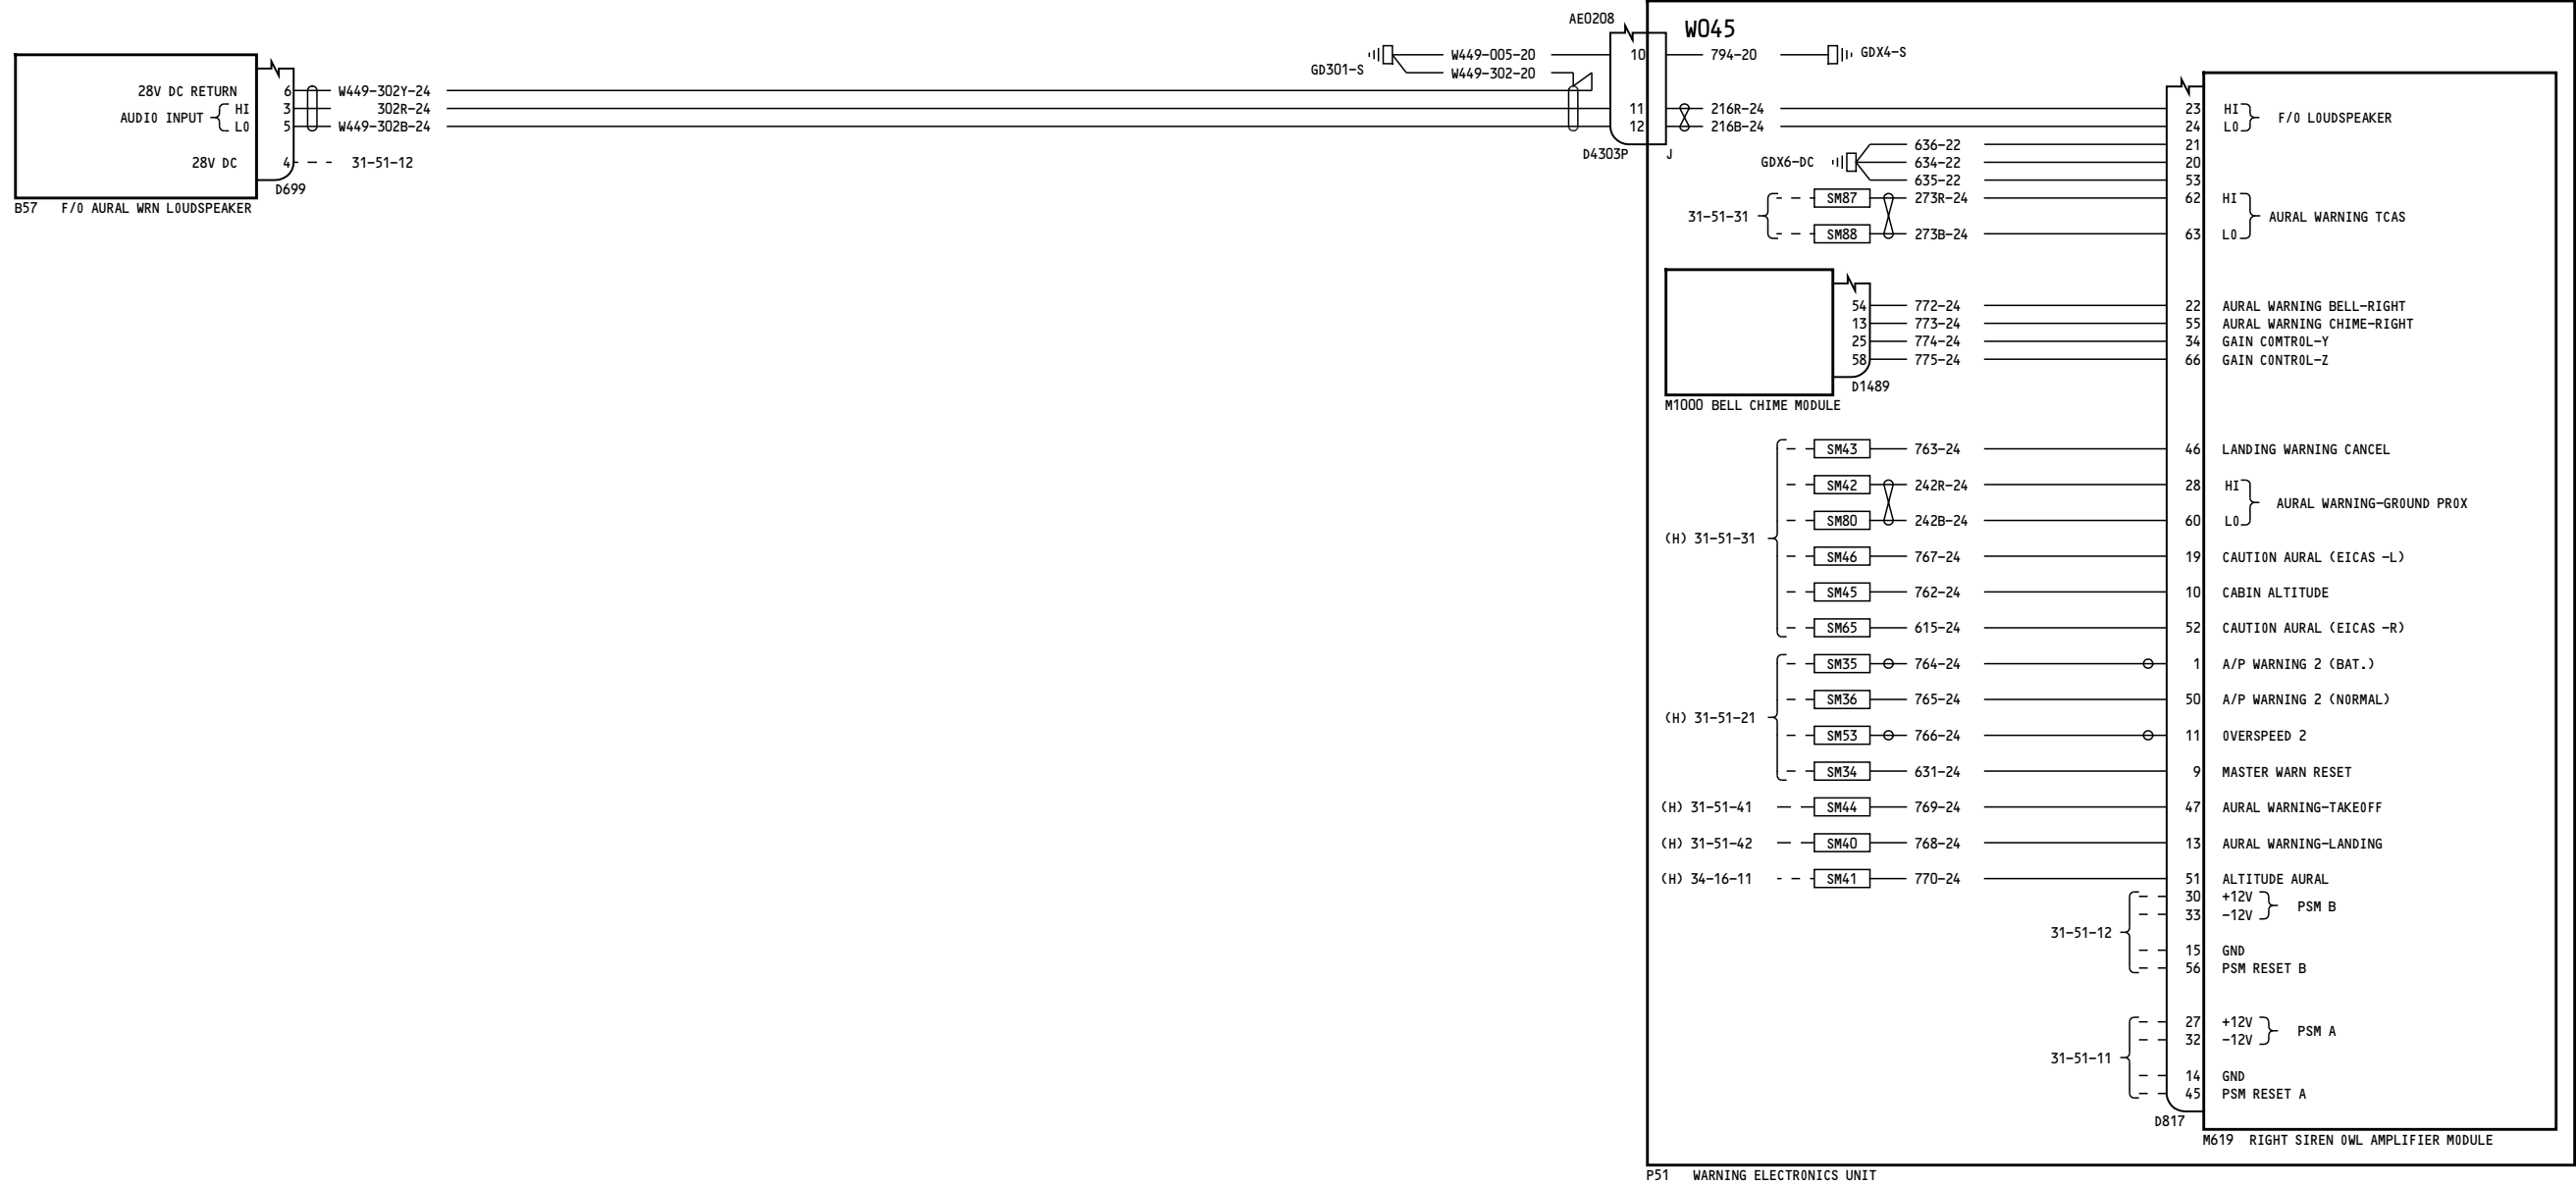 AE0208
W045
GD301-S
W449-005-20
10
794-20
GDX4-S
W449-302-20
28V DC RETURN 6 W449-302Y-24
AUDIO INPUT HI 3 302R-24
11 216R-24 23 HI
LO 5 W449-302B-24
12 216B-24 24 LO
F/O LOUDSPEAKER
28V DC 4 31-51-12
D699
B57 F/O AURAL WRN LOUDSPEAKER
D4303P J
GDX6-DC
636-22 21
634-22 20
635-22 53
31-51-31
SM87 273R-24 62 HI
AURAL WARNING TCAS
SM88 273B-24 63 LO
54 772-24 22 AURAL WARNING BELL-RIGHT
13 773-24 55 AURAL WARNING CHIME-RIGHT
25 774-24 34 GAIN COMTROL-Y
58 775-24 66 GAIN CONTROL-Z
D1489
M1000 BELL CHIME MODULE
SM43 763-24 46 LANDING WARNING CANCEL
SM42 242R-24 28 HI
AURAL WARNING-GROUND PROX
SM80 242B-24 60 LO
(H) 31-51-31
SM46 767-24 19 CAUTION AURAL (EICAS -L)
SM45 762-24 10 CABIN ALTITUDE
SM65 615-24 52 CAUTION AURAL (EICAS -R)
SM35 764-24 1 A/P WARNING 2 (BAT.)
SM36 765-24 50 A/P WARNING 2 (NORMAL)
(H) 31-51-21
SM53 766-24 11 OVERSPEED 2
SM34 631-24 9 MASTER WARN RESET
(H) 31-51-41 SM44 769-24 47 AURAL WARNING-TAKEOFF
(H) 31-51-42 SM40 768-24 13 AURAL WARNING-LANDING
(H) 34-16-11 SM41 770-24 51 ALTITUDE AURAL
30 +12V
PSM B
33 -12V
31-51-12
15 GND
56 PSM RESET B
27 +12V
PSM A
32 -12V
31-51-11
14 GND
45 PSM RESET A
D817
M619 RIGHT SIREN OWL AMPLIFIER MODULE
P51 WARNING ELECTRONICS UNIT